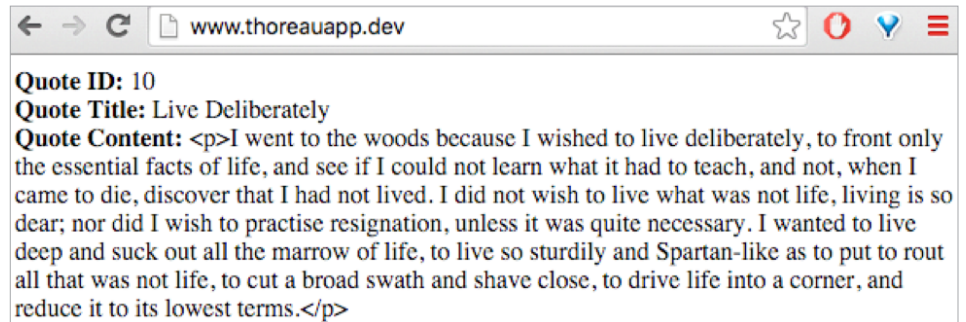 www.thoreauapp.dev
Quote ID: 10
Quote Title: Live Deliberately
Quote Content: <p>I went to the woods because I wished to live deliberately, to front only
the essential facts of life, and see if I could not learn what it had to teach, and not, when I
came to die, discover that I had not lived. I did not wish to live what was not life, living is so
dear; nor did I wish to practise resignation, unless it was quite necessary. I wanted to live
deep and suck out all the marrow of life, to live so sturdily and Spartan-like as to put to rout
all that was not life, to cut a broad swath and shave close, to drive life into a corner, and
reduce it to its lowest terms.</p>